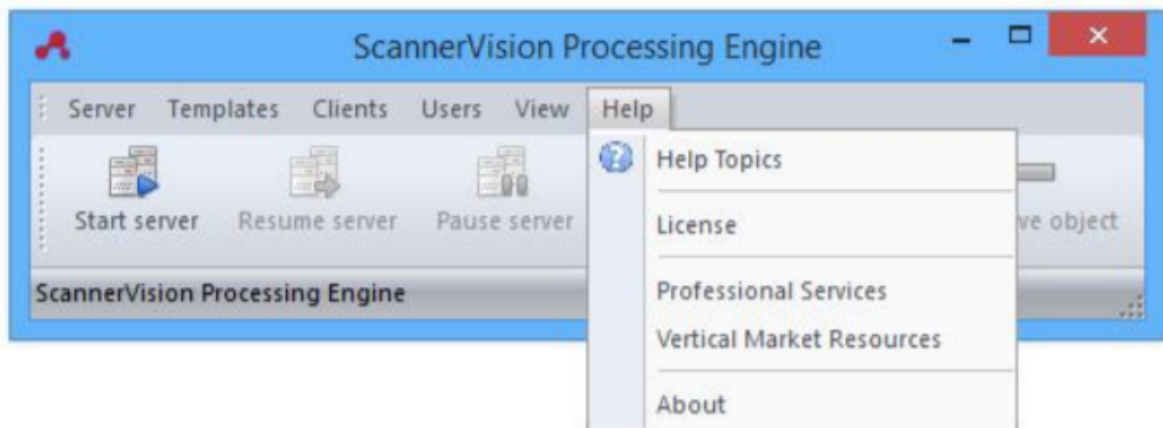 ScannerVision Processing Engine
Server Templates Clients Users View Help
Help Topics
Start server Resume server Pause server object
License
ScannerVision Processing Engine
Professional Services
Vertical Market Resources
About